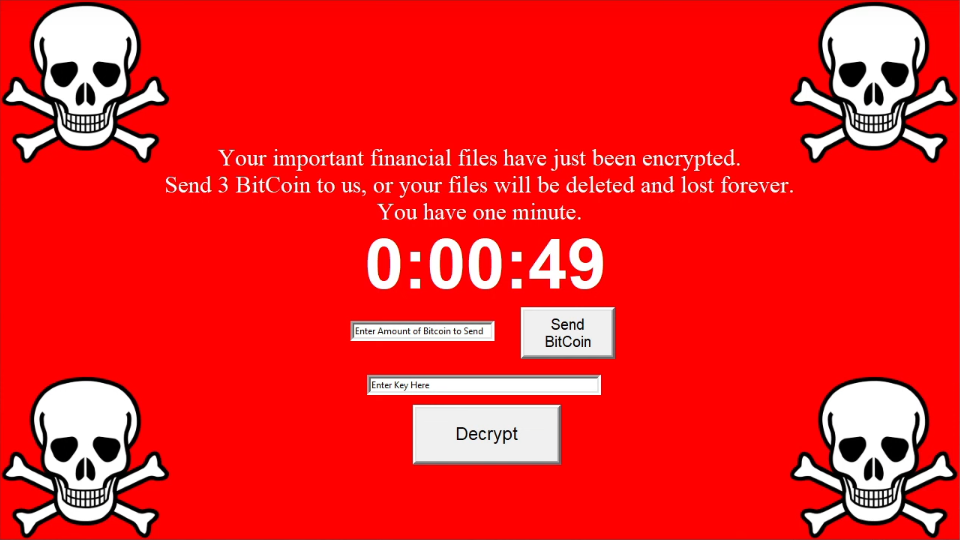 Your important financial files have just been encrypted.
Send 3 BitCoin to us, or your files will be deleted and lost forever.
You have one minute.
0:00:49
Enter Amount of Bitcoin to Send
Send
BitCoin
Enter Key Here
Decrypt